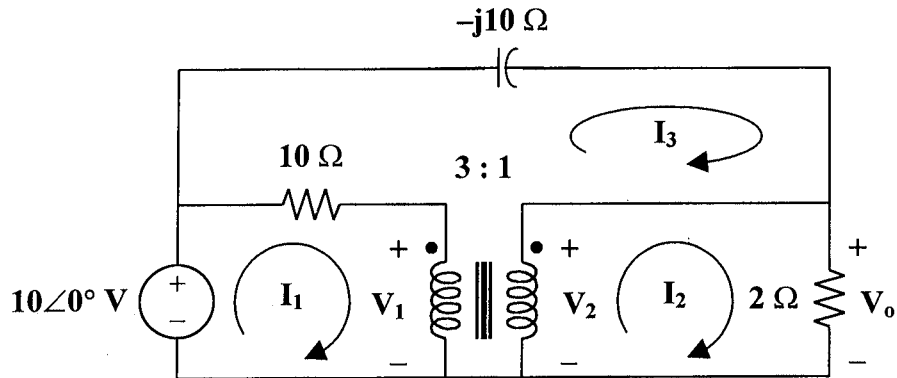 –j10 Ω
I₃
10 Ω
3 : 1
+ +
10∠0° V
+
–
I₁
V₁
V₂
I₂
2 Ω
+
Vₒ
–
– –